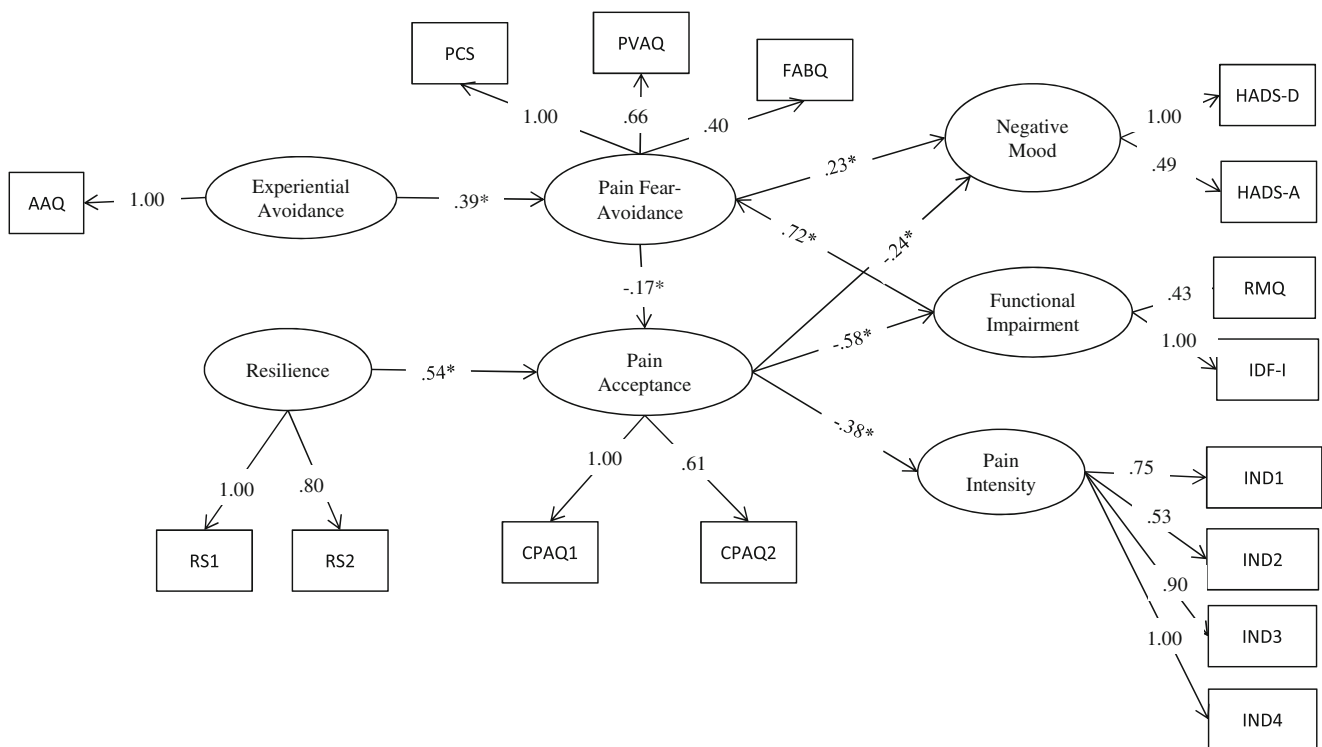 PCS
PVAQ
FABQ
HADS-D
1.00
.66
.40
1.00
Negative
Mood
.49
HADS-A
AAQ
1.00
Experiential
Avoidance
.39*
Pain Fear-
Avoidance
.23*
.72*
-.24*
-.17*
Functional
Impairment
.43
RMQ
1.00
IDF-I
Resilience
.54*
Pain
Acceptance
-.58*
-.38*
Pain
Intensity
.75
IND1
.53
IND2
.90
IND3
1.00
IND4
1.00
.80
RS1
RS2
1.00
.61
CPAQ1
CPAQ2